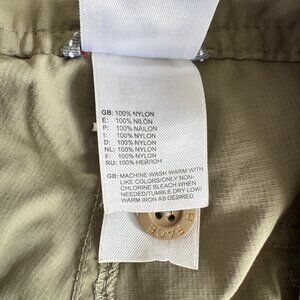 GB: 100% NYLON
E: 100% NILÓN
P: 100% NAILON
I: 100% NYLON
D: 100% NYLON
NL: 100% NYLON
F: 100% NYLON
RU: 100% НЕЙЛОН
GB: MACHINE WASH WARM WITH
LIKE COLORS/ONLY NON-
CHLORINE BLEACH WHEN
NEEDED/TUMBLE DRY LOW/
WARM IRON AS DESIRED
H FACE